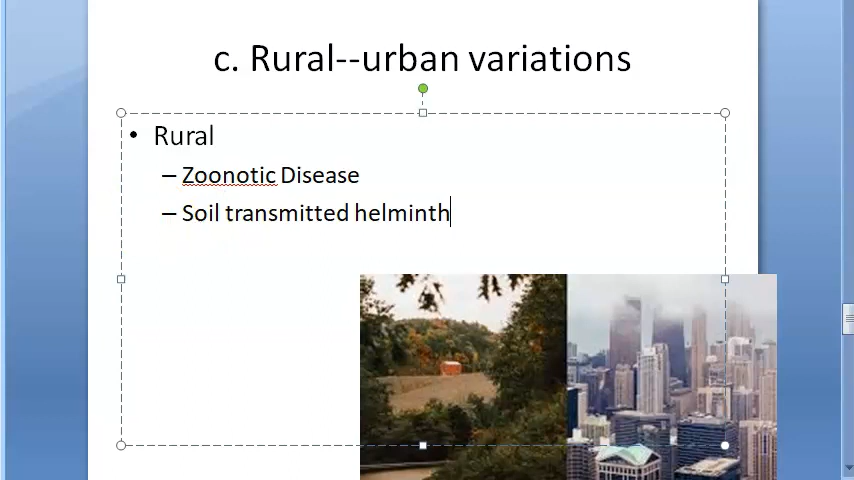 c. Rural--urban variations
• Rural
– Zoonotic Disease
– Soil transmitted helminth